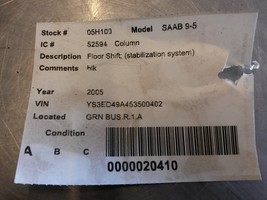 Stock # 05H100 Model SAAB 9-5
IC # 52594 Column
Description Floor Shift; (stabilization system)
Comments blk
Year 2005
VIN YS3ED49A453500402
Located GRN BUS.R.1.A
Condition
A B C
0000020410